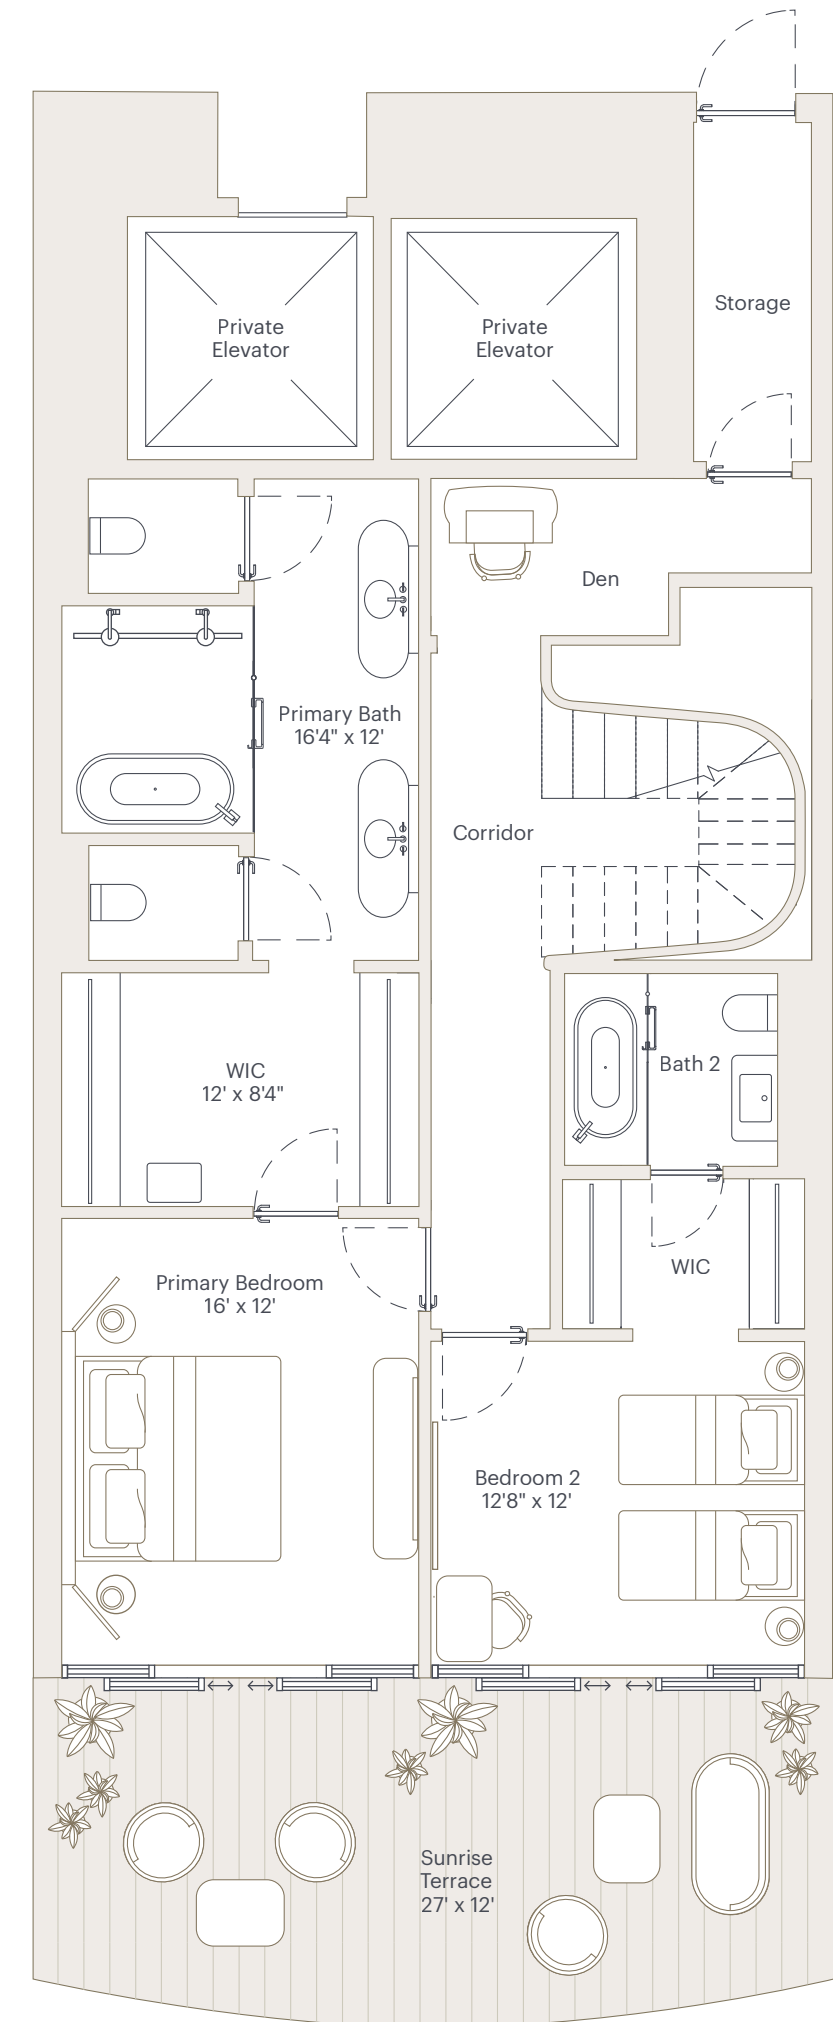 Storage
Private
Elevator
Private
Elevator
Den
Primary Bath
16'4" x 12'
Corridor
WIC
12' x 8'4"
Bath 2
WIC
Primary Bedroom
16' x 12'
Bedroom 2
12'8" x 12'
Sunrise
Terrace
27' x 12'